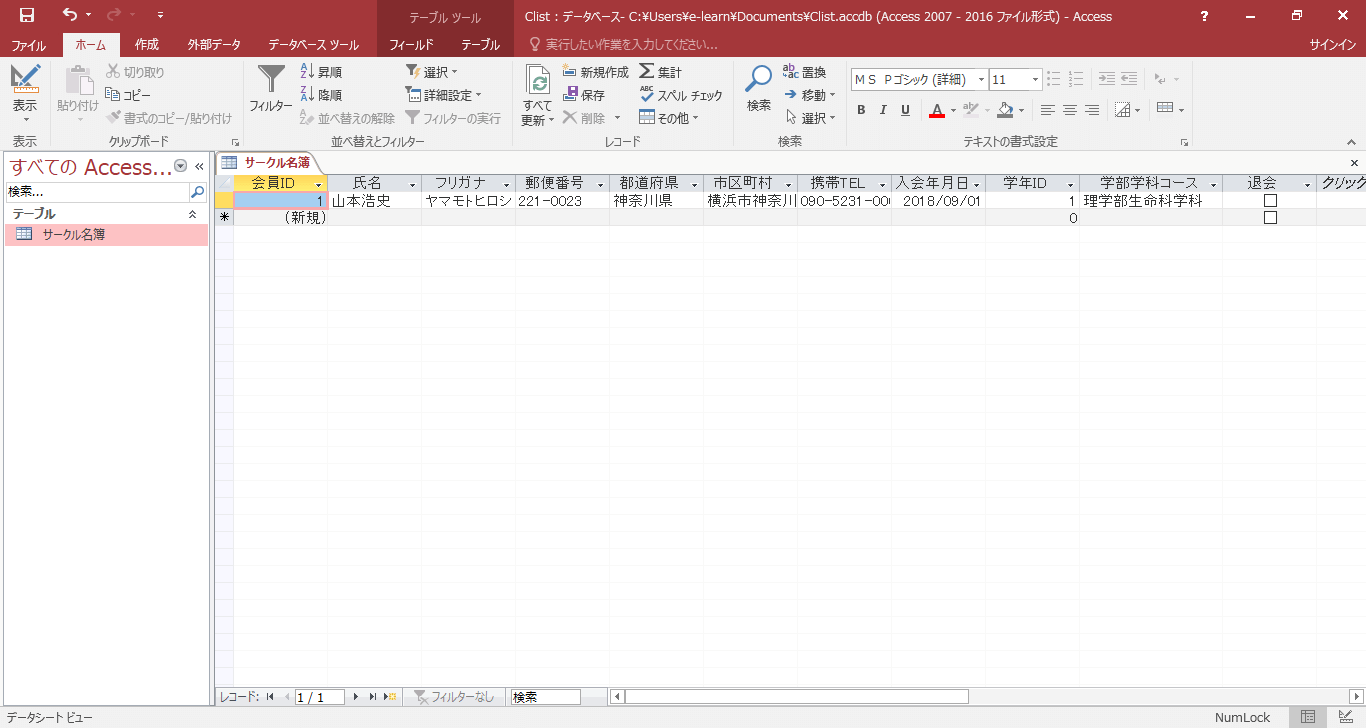 テーブル ツール
Clist : データベース- C:¥Users¥e-learn¥Documents¥Clist.accdb (Access 2007 - 2016 ファイル形式) - Access
?
ファイル ホーム 作成 外部データ データベース ツール フィールド テーブル 実行したい作業を入力してください... サインイン
表示
表示
貼り付け
切り取り
コピー
書式のコピー/貼り付け
クリップボード
フィルター
昇順
降順
並べ替えの解除
選択
詳細設定
フィルターの実行
並べ替えとフィルター
すべて
更新
新規作成
保存
削除
集計
スペル チェック
その他
レコード
検索
置換
移動
選択
検索
ＭＳ Ｐゴシック (詳細) 11
B I U A
テキストの書式設定
すべての Access... «
検索...
テーブル
サークル名簿
サークル名簿
会員ID 氏名 フリガナ 郵便番号 都道府県 市区町村 携帯TEL 入会年月日 学年ID 学部学科コース 退会 クリック
1 山本浩史 ヤマモトヒロシ 221-0023 神奈川県 横浜市神奈川 090-5231-00 2018/09/01 1 理学部生命科学科
* (新規) 0
レコード: 1 / 1 フィルターなし 検索
データシート ビュー NumLock